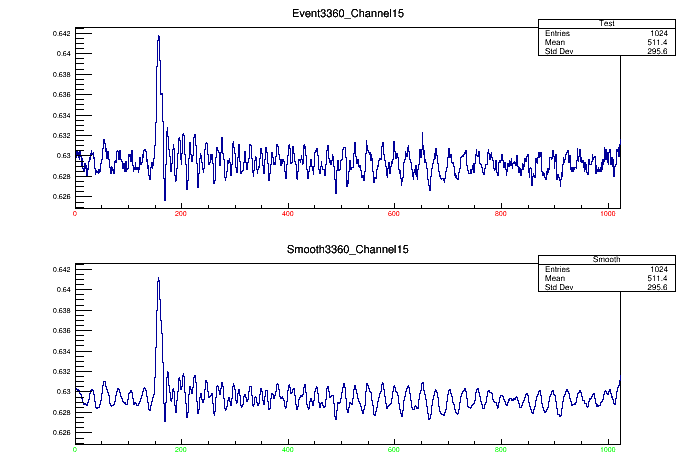 Event3360_Channel15
Test
Entries 1024
Mean 511.4
Std Dev 295.6
0.642
0.64
0.638
0.636
0.634
0.632
0.63
0.628
0.626
0 200 400 600 800 1000
Smooth3360_Channel15
Smooth
Entries 1024
Mean 511.4
Std Dev 295.6
0.642
0.64
0.638
0.636
0.634
0.632
0.63
0.628
0.626
0 200 400 600 800 1000